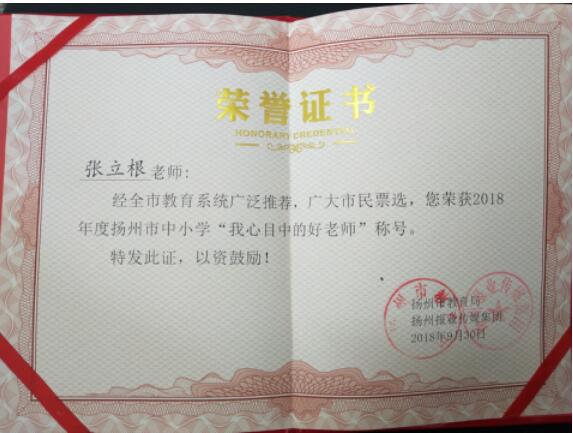 荣誉证书
HONORARY CREDENTIAL
张立根老师:
经全市教育系统广泛推荐,广大市民票选,您荣获2018
年度扬州市中小学“我心目中的好老师”称号。
特发此证,以资鼓励!
扬州市教育局
扬州报业传媒集团
2018年9月30日